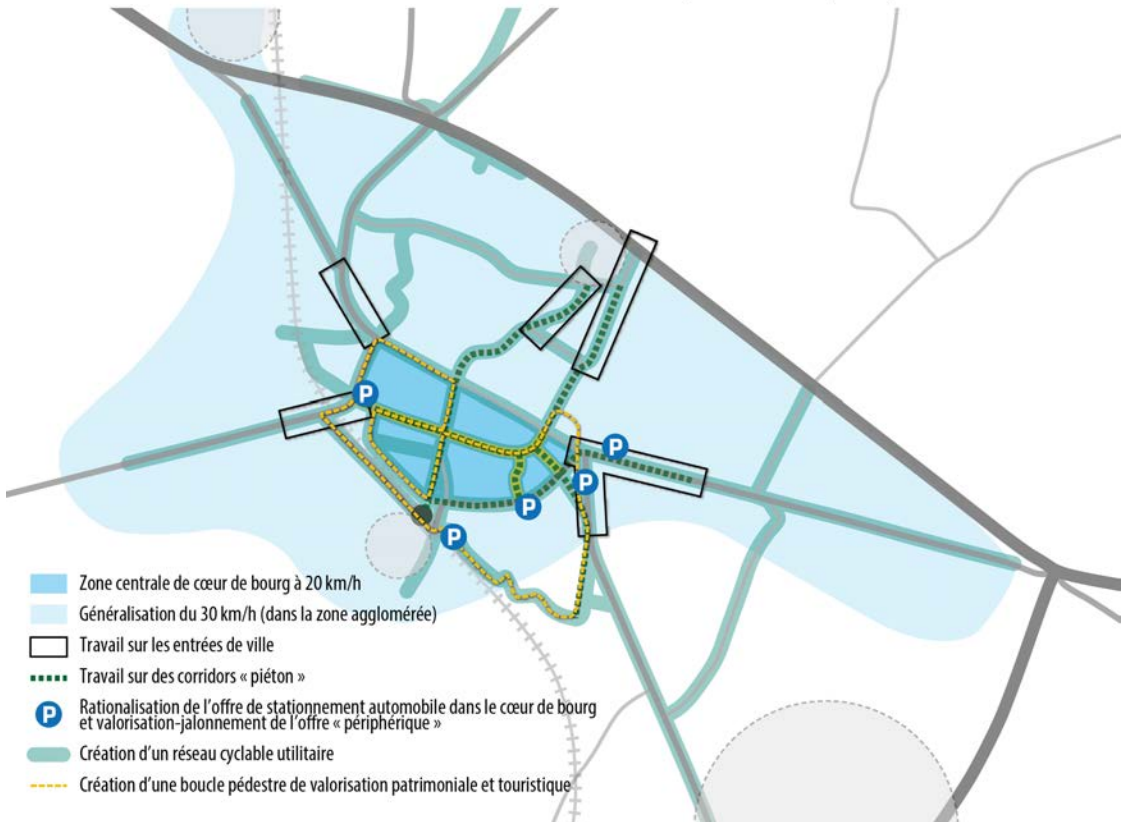 P
P
P
P
P
Zone centrale de cœur de bourg à 20 km/h
Généralisation du 30 km/h (dans la zone agglomérée)
Travail sur les entrées de ville
Travail sur des corridors « piéton »
P
Rationalisation de l’offre de stationnement automobile dans le cœur de bourg
et valorisation-jalonnement de l’offre « périphérique »
Création d’un réseau cyclable utilitaire
Création d’une boucle pédestre de valorisation patrimoniale et touristique